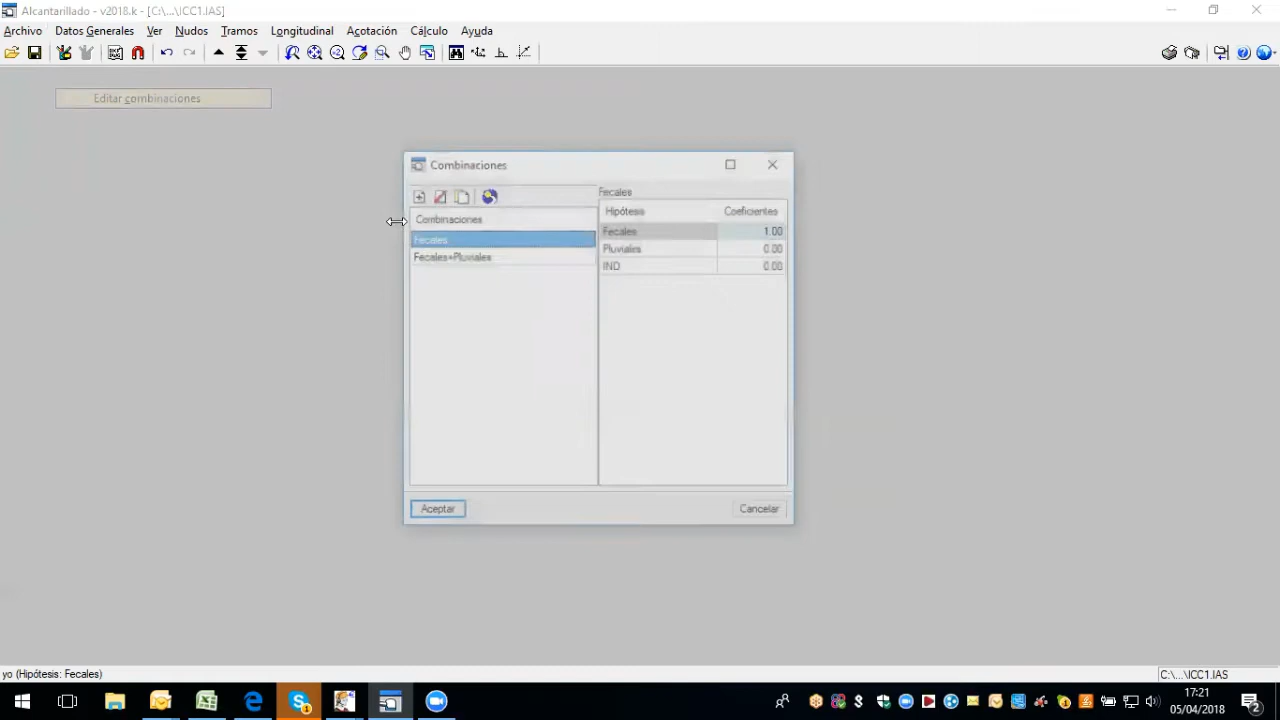 Alcantarillado - v2018.k - [C:\...\ICC1.IAS]
Archivo Datos Generales Ver Nudos Tramos Longitudinal Acotación Cálculo Ayuda
Editar combinaciones
Combinaciones
Fecales
Combinaciones
Hipótesis Coeficientes
Fecales
Fecales 1.00
Fecales+Pluviales
Pluviales 0.00
IND 0.00
Aceptar Cancelar
yo (Hipótesis: Fecales) C:\...\ICC1.IAS
17:21
05/04/2018